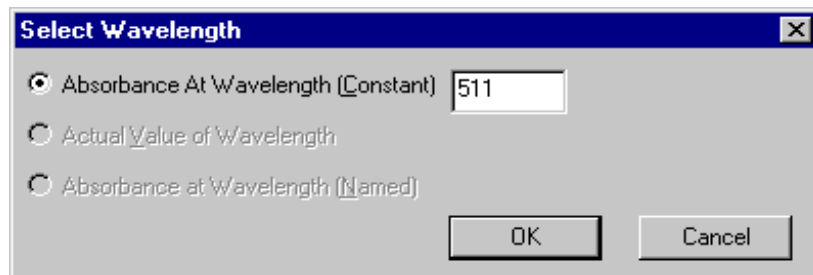 Select Wavelength
Absorbance At Wavelength (Constant) 511
Actual Value of Wavelength
Absorbance at Wavelength (Named)
OK Cancel